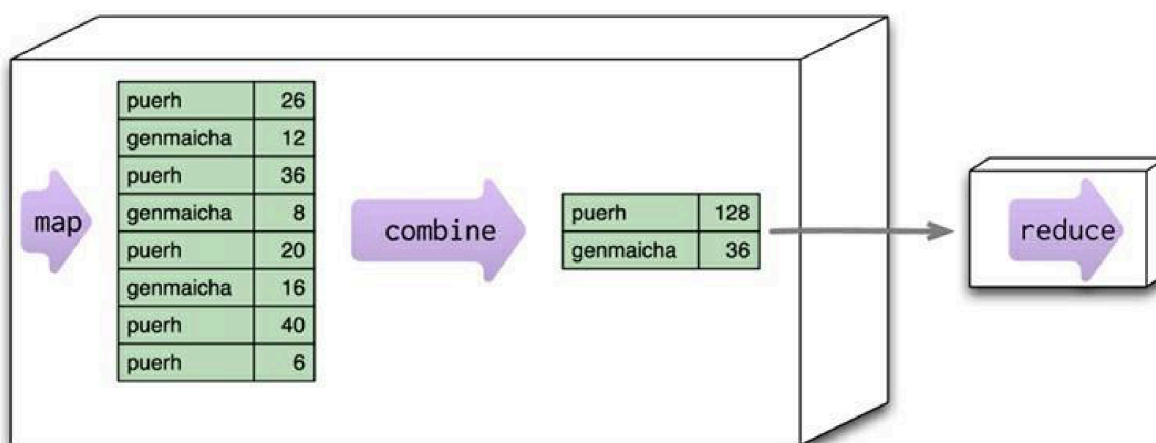 map
puerh 26
genmaicha 12
puerh 36
genmaicha 8
puerh 20
genmaicha 16
puerh 40
puerh 6
combine
puerh 128
genmaicha 36
reduce